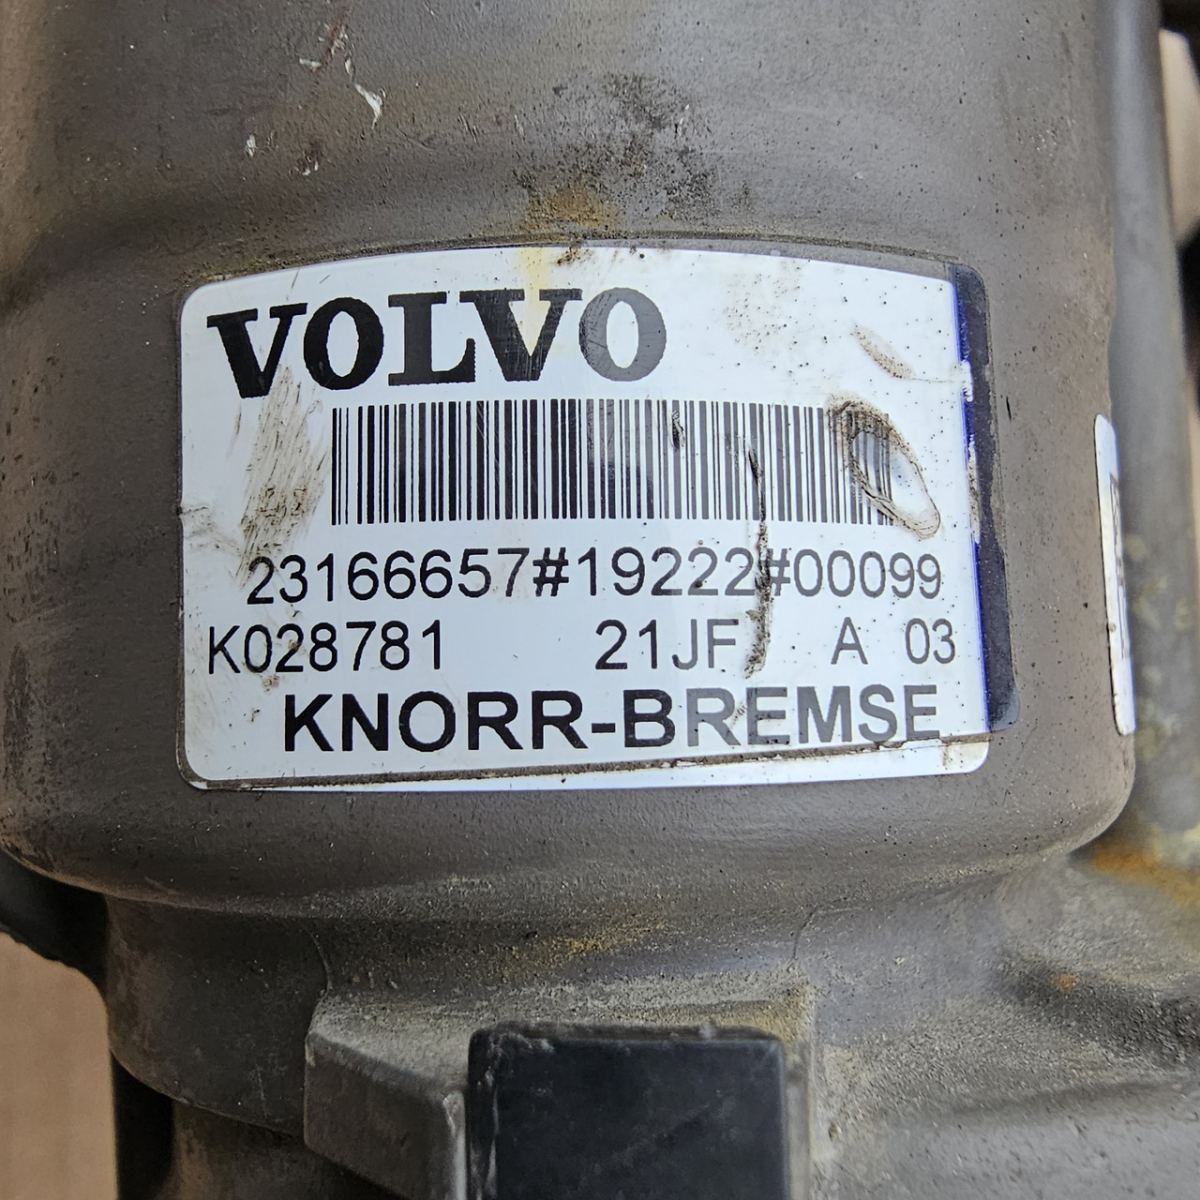 VOLVO
23166657#19222#00099
K028781 21JF A 03
KNORR-BREMSE